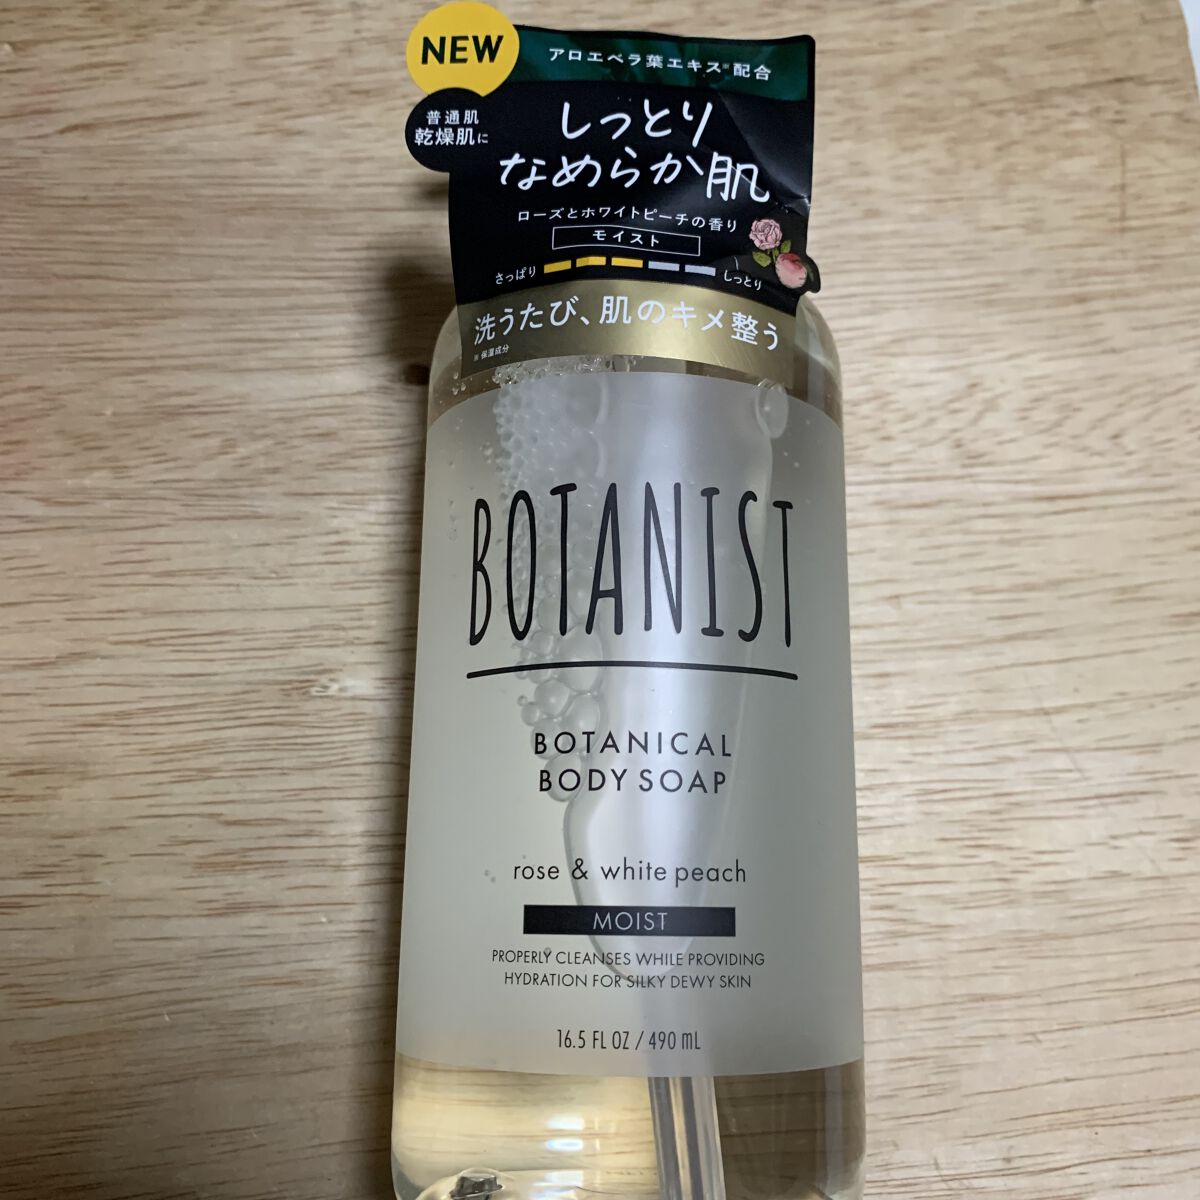 NEW
アロエベラ葉エキス※配合
普通肌
乾燥肌に
しっとり
なめらか肌
ローズとホワイトピーチの香り
モイスト
さっぱり しっとり
洗うたび、肌のキメ整う
※ 保湿成分
BOTANIST
BOTANICAL
BODY SOAP
rose & white peach
MOIST
PROPERLY CLEANSES WHILE PROVIDING
HYDRATION FOR SILKY DEWY SKIN
16.5 FL OZ / 490 mL